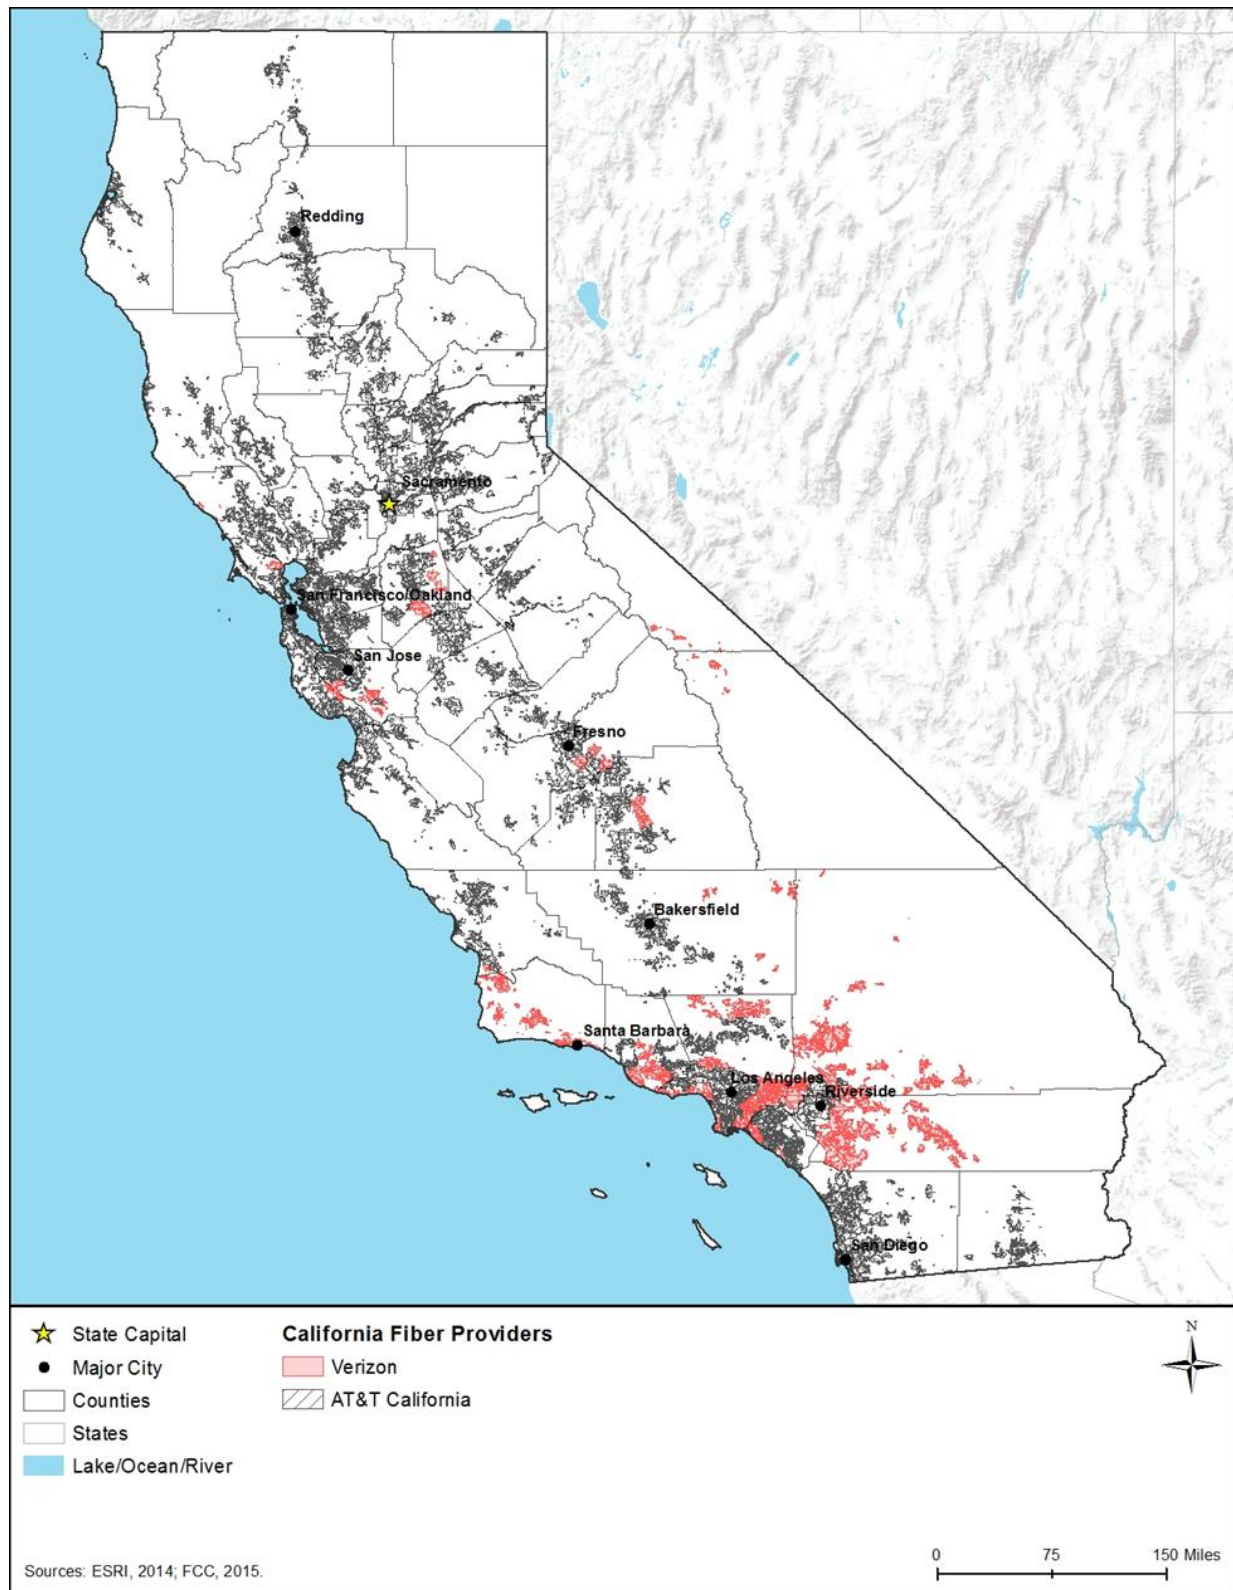 Redding
Sacramento
San Francisco/Oakland
San Jose
Fresno
Bakersfield
Santa Barbara
Los Angeles
Riverside
San Diego
State Capital
Major City
Counties
States
Lake/Ocean/River
California Fiber Providers
Verizon
AT&T California
N
Sources: ESRI, 2014; FCC, 2015.
0 75 150 Miles